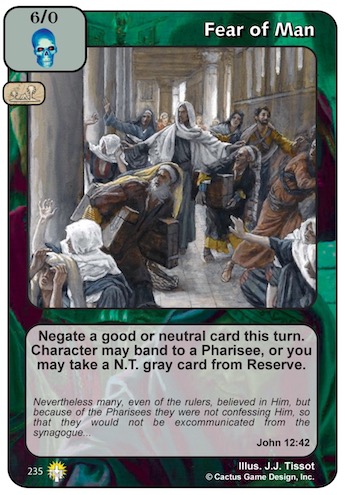 6/0
Fear of Man
Negate a good or neutral card this turn.
Character may band to a Pharisee, or you
may take a N.T. gray card from Reserve.
Nevertheless many, even of the rulers, believed in Him, but
because of the Pharisees they were not confessing Him, so
that they would not be excommunicated from the
synagogue...
John 12:42
Illus. J.J. Tissot
235
© Cactus Game Design, Inc.